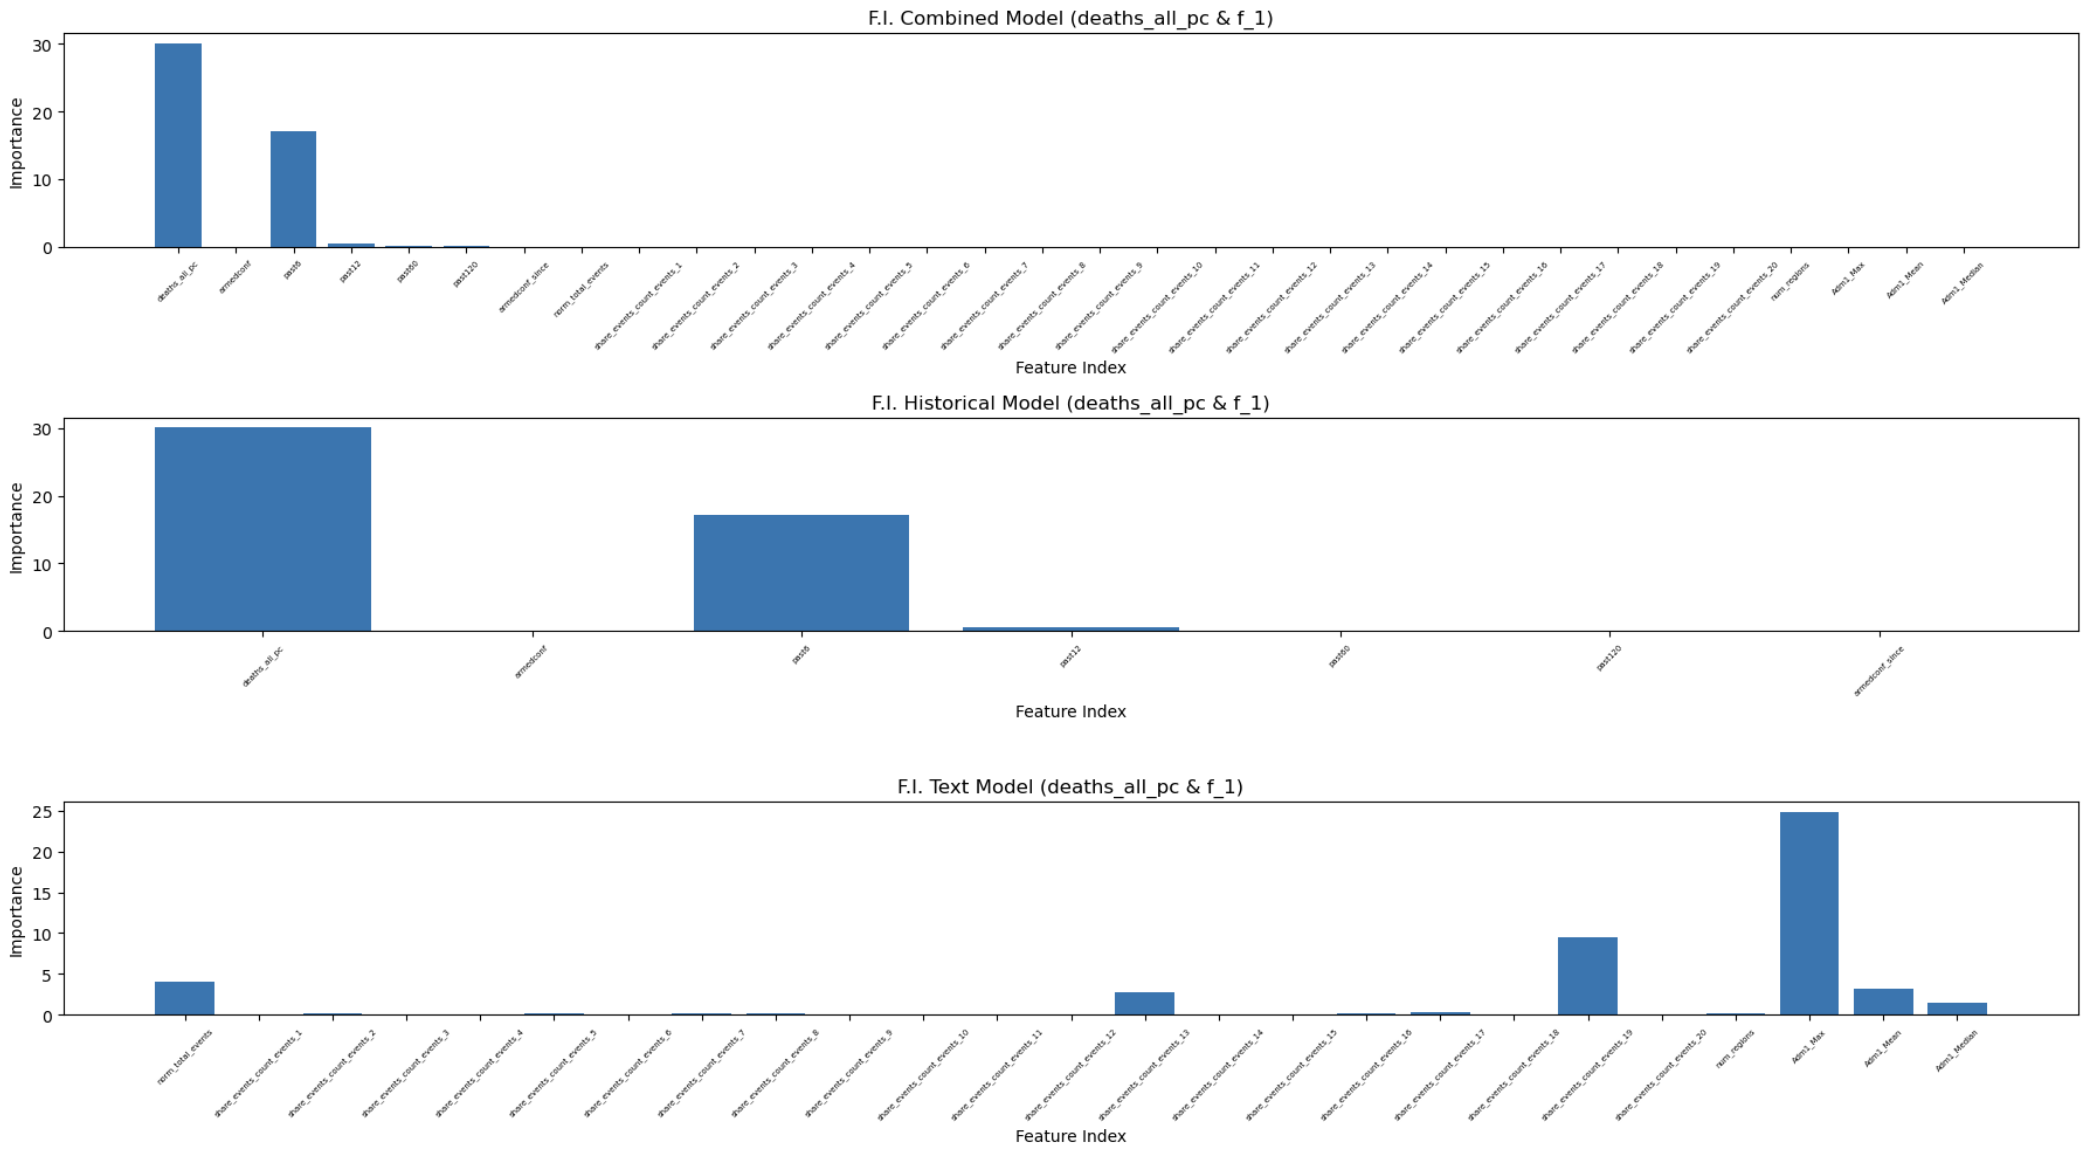 F.I. Combined Model (deaths_all_pc & f_1)
Importance
30
20
10
0
deaths_all_pc
armedconf
past6
past12
past60
past120
armedconf_since
norm_total_events
share_events_count_events_1
share_events_count_events_2
share_events_count_events_3
share_events_count_events_4
share_events_count_events_5
share_events_count_events_6
share_events_count_events_7
share_events_count_events_8
share_events_count_events_9
share_events_count_events_10
share_events_count_events_11
share_events_count_events_12
share_events_count_events_13
share_events_count_events_14
share_events_count_events_15
share_events_count_events_16
share_events_count_events_17
share_events_count_events_18
share_events_count_events_19
share_events_count_events_20
num_regions
Adm1_Max
Adm1_Mean
Adm1_Median
Feature Index
F.I. Historical Model (deaths_all_pc & f_1)
Importance
30
20
10
0
deaths_all_pc
armedconf
past6
past12
past60
past120
armedconf_since
Feature Index
F.I. Text Model (deaths_all_pc & f_1)
Importance
25
20
15
10
5
0
norm_total_events
share_events_count_events_1
share_events_count_events_2
share_events_count_events_3
share_events_count_events_4
share_events_count_events_5
share_events_count_events_6
share_events_count_events_7
share_events_count_events_8
share_events_count_events_9
share_events_count_events_10
share_events_count_events_11
share_events_count_events_12
share_events_count_events_13
share_events_count_events_14
share_events_count_events_15
share_events_count_events_16
share_events_count_events_17
share_events_count_events_18
share_events_count_events_19
share_events_count_events_20
num_regions
Adm1_Max
Adm1_Mean
Adm1_Median
Feature Index